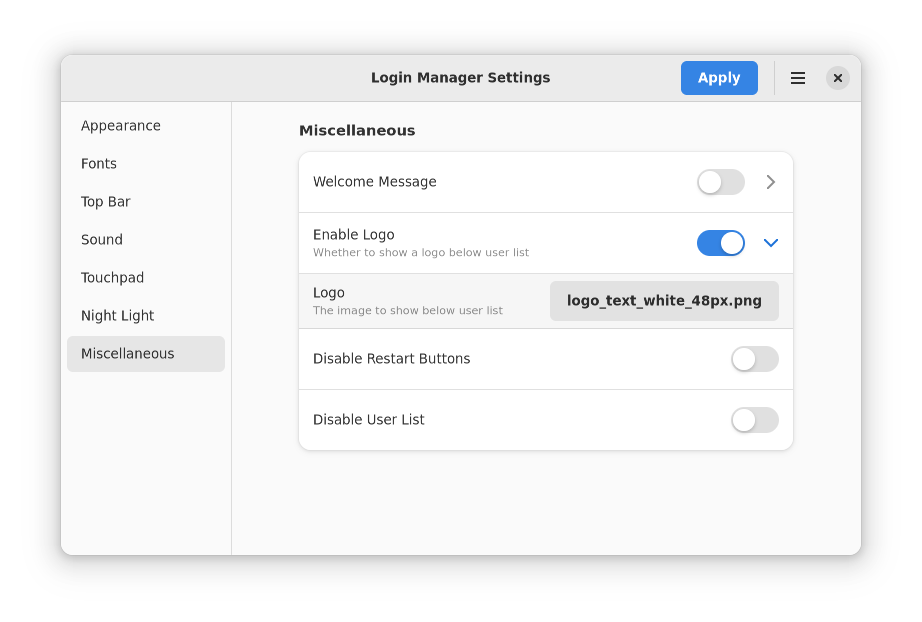 Login Manager Settings
Apply
Appearance
Fonts
Top Bar
Sound
Touchpad
Night Light
Miscellaneous
Miscellaneous
Welcome Message
Enable Logo
Whether to show a logo below user list
Logo
The image to show below user list
logo_text_white_48px.png
Disable Restart Buttons
Disable User List